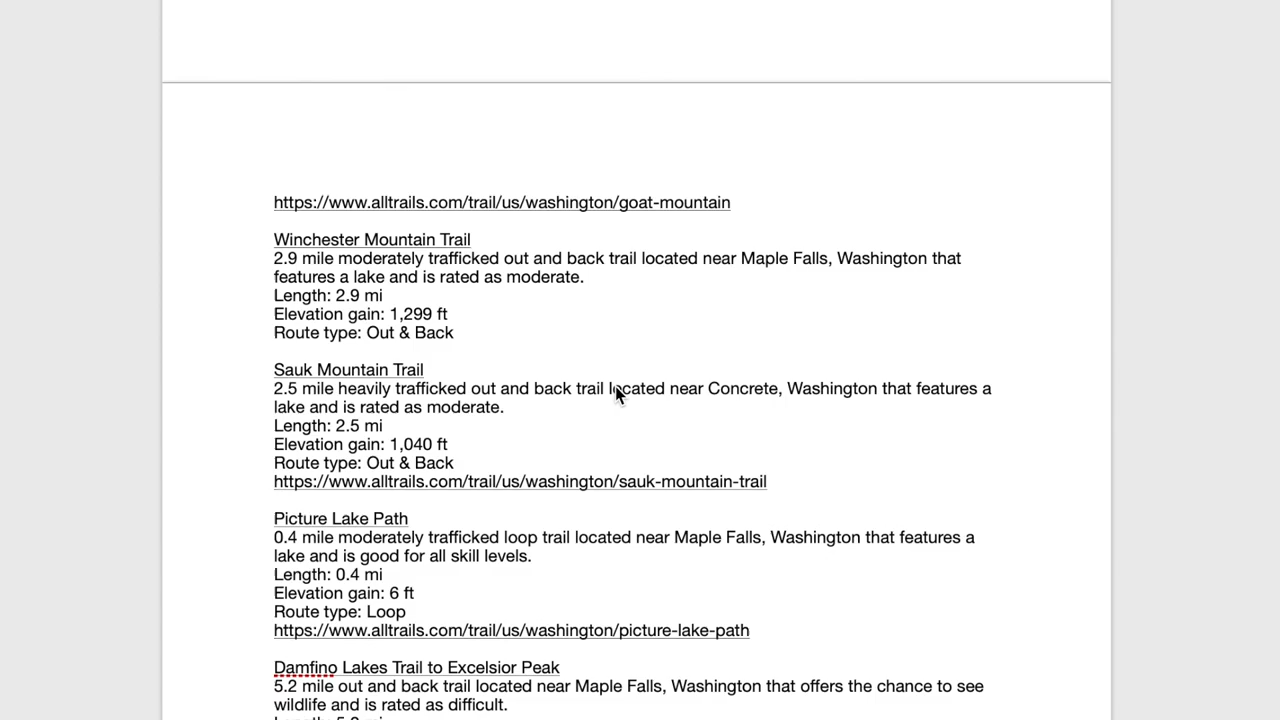 https://www.alltrails.com/trail/us/washington/goat-mountain
Winchester Mountain Trail
2.9 mile moderately trafficked out and back trail located near Maple Falls, Washington that
features a lake and is rated as moderate.
Length: 2.9 mi
Elevation gain: 1,299 ft
Route type: Out & Back
Sauk Mountain Trail
2.5 mile heavily trafficked out and back trail located near Concrete, Washington that features a
lake and is rated as moderate.
Length: 2.5 mi
Elevation gain: 1,040 ft
Route type: Out & Back
https://www.alltrails.com/trail/us/washington/sauk-mountain-trail
Picture Lake Path
0.4 mile moderately trafficked loop trail located near Maple Falls, Washington that features a
lake and is good for all skill levels.
Length: 0.4 mi
Elevation gain: 6 ft
Route type: Loop
https://www.alltrails.com/trail/us/washington/picture-lake-path
Damfino Lakes Trail to Excelsior Peak
5.2 mile out and back trail located near Maple Falls, Washington that offers the chance to see
wildlife and is rated as difficult.